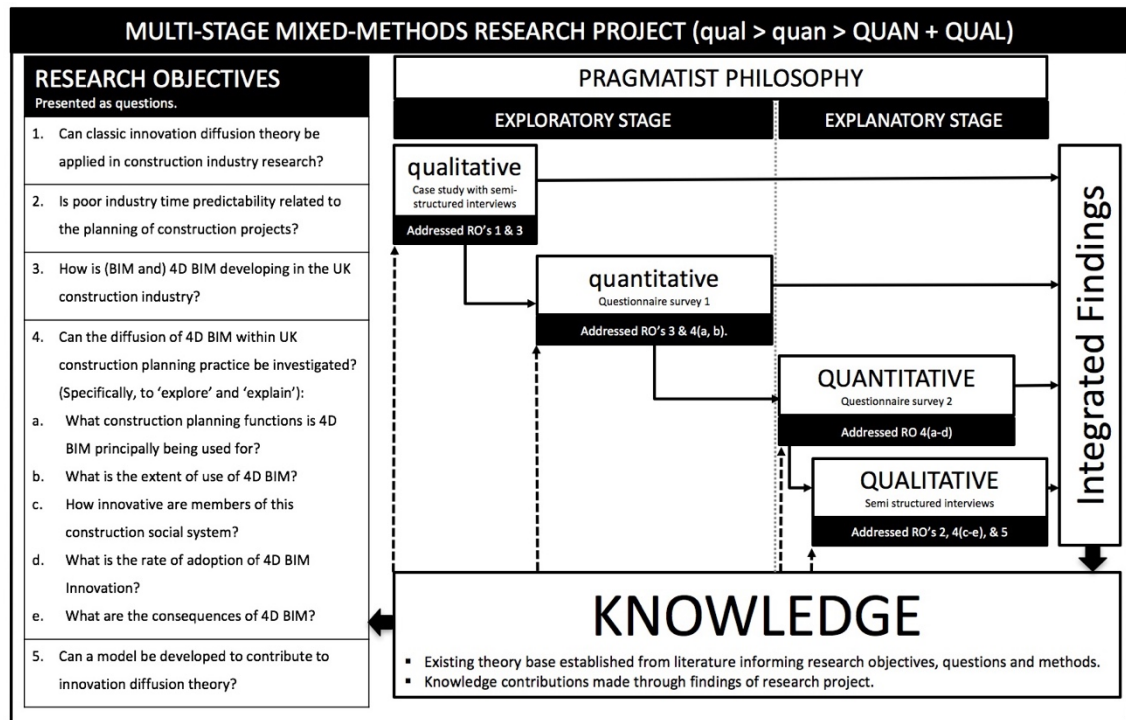 MULTI-STAGE MIXED-METHODS RESEARCH PROJECT (qual > quan > QUAN + QUAL)
RESEARCH OBJECTIVES
Presented as questions.
1. Can classic innovation diffusion theory be
applied in construction industry research?
2. Is poor industry time predictability related to
the planning of construction projects?
3. How is (BIM and) 4D BIM developing in the UK
construction industry?
4. Can the diffusion of 4D BIM within UK
construction planning practice be investigated?
(Specifically, to ‘explore’ and ‘explain’):
a. What construction planning functions is 4D
BIM principally being used for?
b. What is the extent of use of 4D BIM?
c. How innovative are members of this
construction social system?
d. What is the rate of adoption of 4D BIM
Innovation?
e. What are the consequences of 4D BIM?
5. Can a model be developed to contribute to
innovation diffusion theory?
PRAGMATIST PHILOSOPHY
EXPLORATORY STAGE
EXPLANATORY STAGE
qualitative
Case study with semi-
structured interviews
Addressed RO’s 1 & 3
quantitative
Questionnaire survey 1
Addressed RO’s 3 & 4(a, b).
QUANTITATIVE
Questionnaire survey 2
Addressed RO 4(a-d)
QUALITATIVE
Semi structured interviews
Addressed RO’s 2, 4(c-e), & 5
Integrated Findings
KNOWLEDGE
▪ Existing theory base established from literature informing research objectives, questions and methods.
▪ Knowledge contributions made through findings of research project.